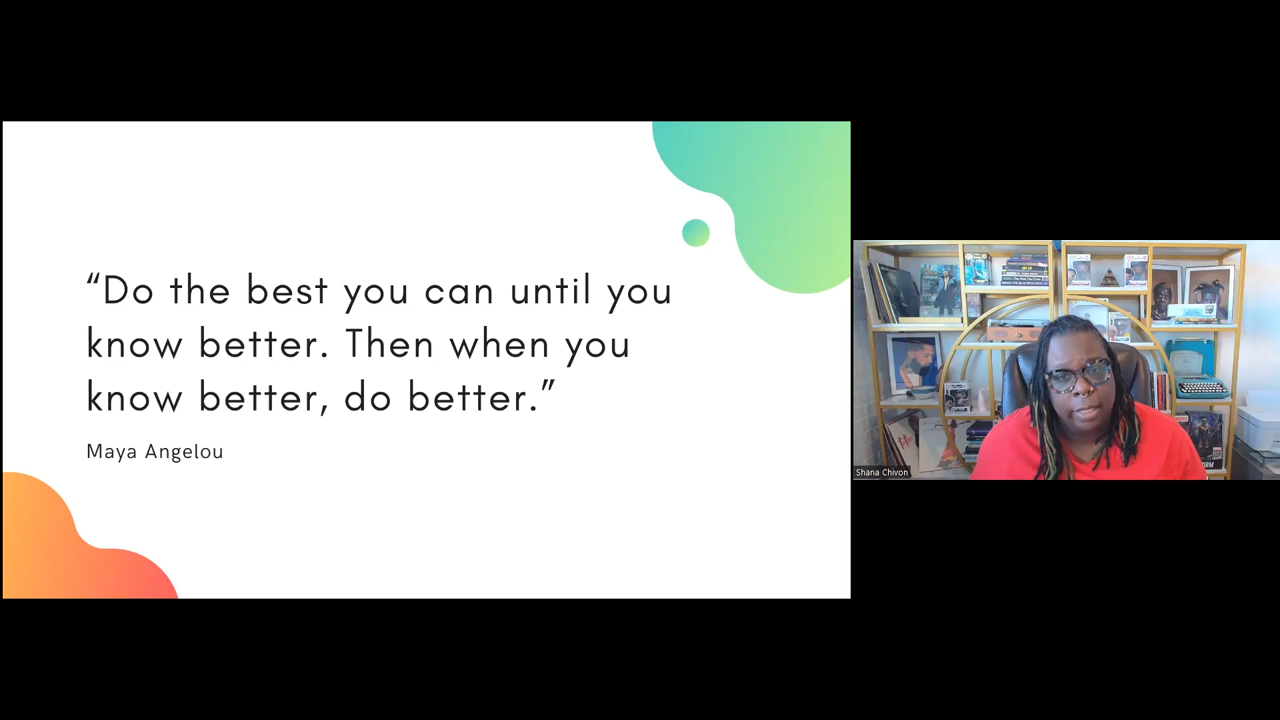 “Do the best you can until you
know better. Then when you
know better, do better.”
Maya Angelou
Shana Chivon